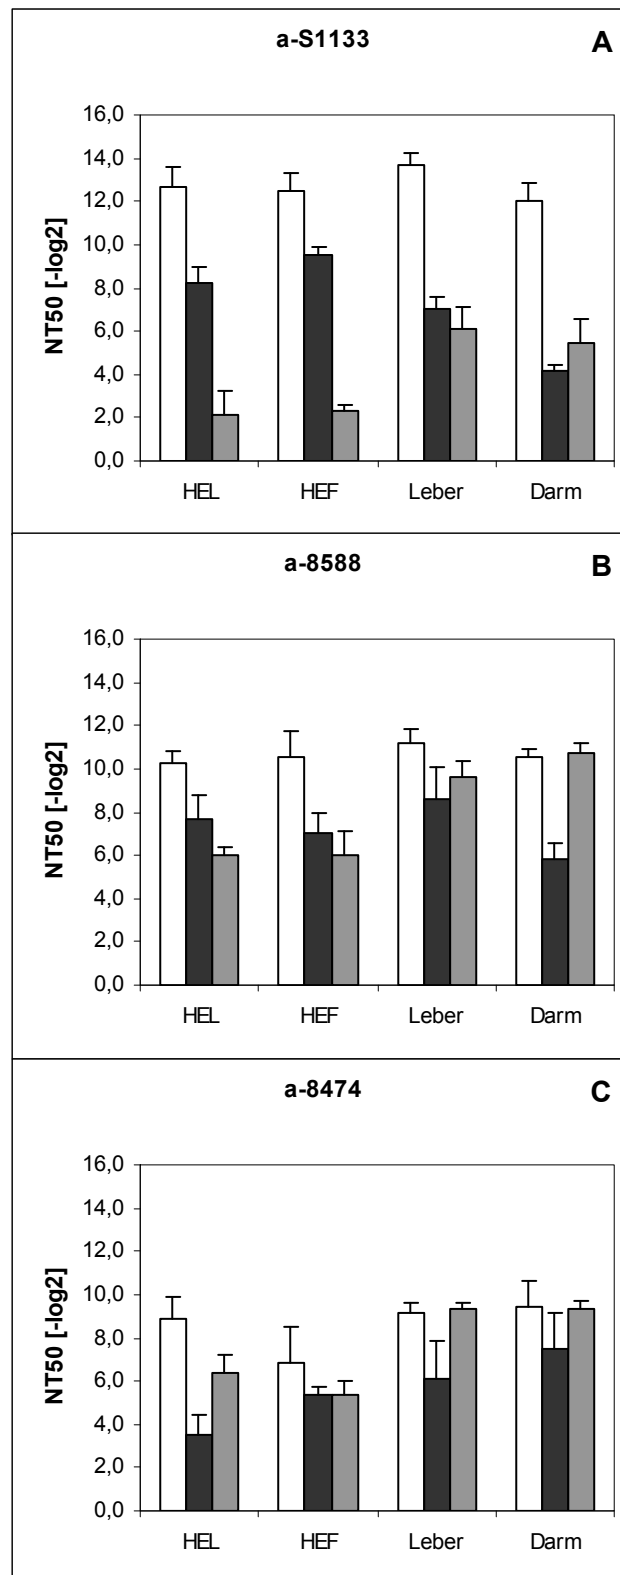 a-S1133
A
NT50 [-log2]
16,0
14,0
12,0
10,0
8,0
6,0
4,0
2,0
0,0
HEL HEF Leber Darm
a-8588
B
NT50 [-log2]
16,0
14,0
12,0
10,0
8,0
6,0
4,0
2,0
0,0
HEL HEF Leber Darm
a-8474
C
NT50 [-log2]
16,0
14,0
12,0
10,0
8,0
6,0
4,0
2,0
0,0
HEL HEF Leber Darm